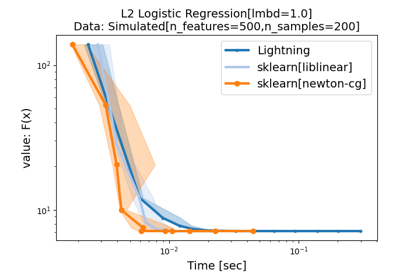 L2 Logistic Regression[lmbd=1.0]
Data: Simulated[n_features=500,n_samples=200]
Lightning
sklearn[liblinear]
sklearn[newton-cg]
value: F(x)
10²
10¹
10⁻² 10⁻¹
Time [sec]